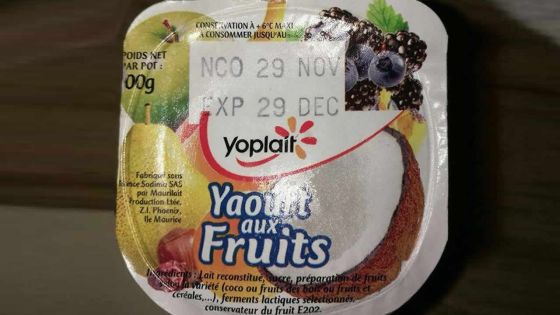 CONSERVATION À + 6°C MAXI
À CONSOMMER JUSQU'AU:
POIDS NET
PAR POT :
00g
NCO 29 NOV
EXP 29 DEC
Yoplait
Fabriqué sous
licence Sodima SAS
par Maurilait
Production Ltée.
Z.I. Phoenix,
Ile Maurice
Yaourt
aux
Fruits
Ingrédients : Lait reconstitué, sucre, préparation de fruits
selon la variété (coco ou fruits des bois ou fruits et
céréales,...), ferments lactiques sélectionnés,
conservateur du fruit E202.